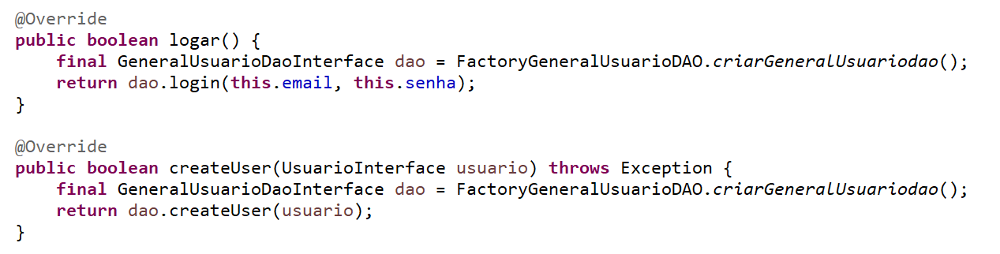 @Override
public boolean logar() {
    final GeneralUsuarioDaoInterface dao = FactoryGeneralUsuarioDAO.criarGeneralUsuariodao();
    return dao.login(this.email, this.senha);
}

@Override
public boolean createUser(UsuarioInterface usuario) throws Exception {
    final GeneralUsuarioDaoInterface dao = FactoryGeneralUsuarioDAO.criarGeneralUsuariodao();
    return dao.createUser(usuario);
}